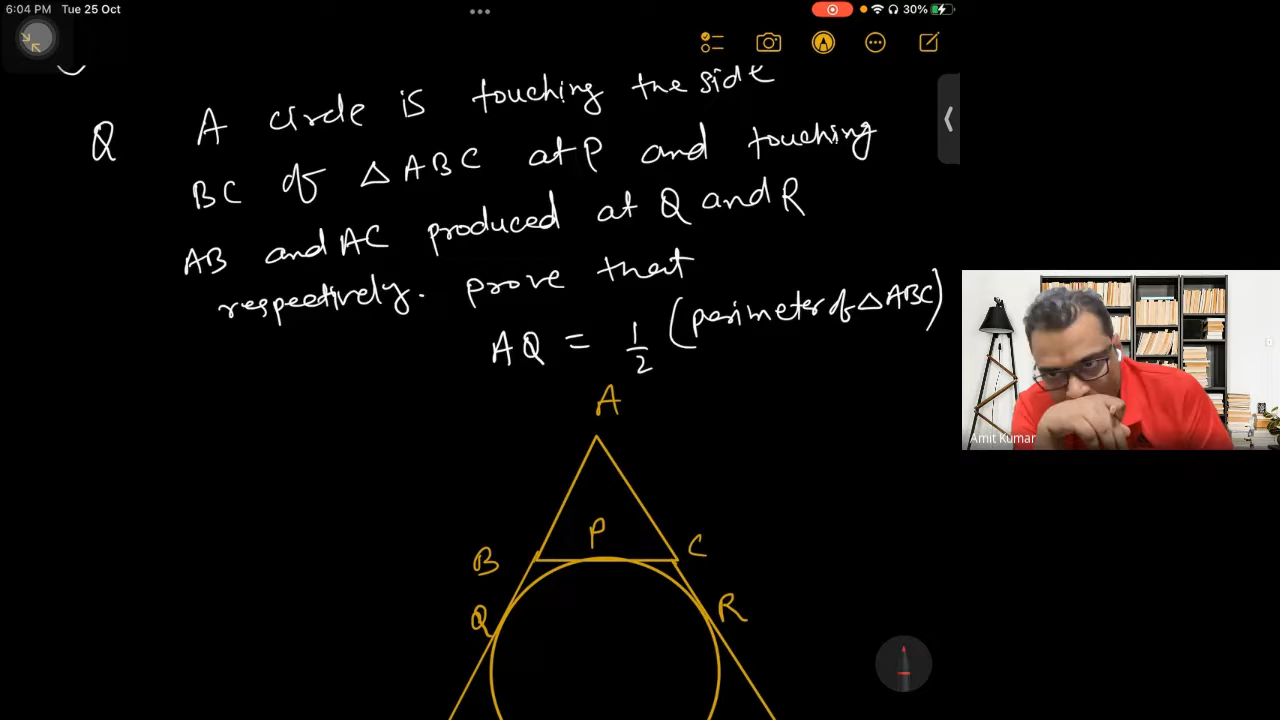 6:04 PM Tue 25 Oct
30%
Q A circle is touching the side
BC of △ABC at P and touching
AB and AC produced at Q and R
respectively. prove that
AQ = 1/2 (perimeter of △ABC)
A
P
B C
Q R
Amit Kumar